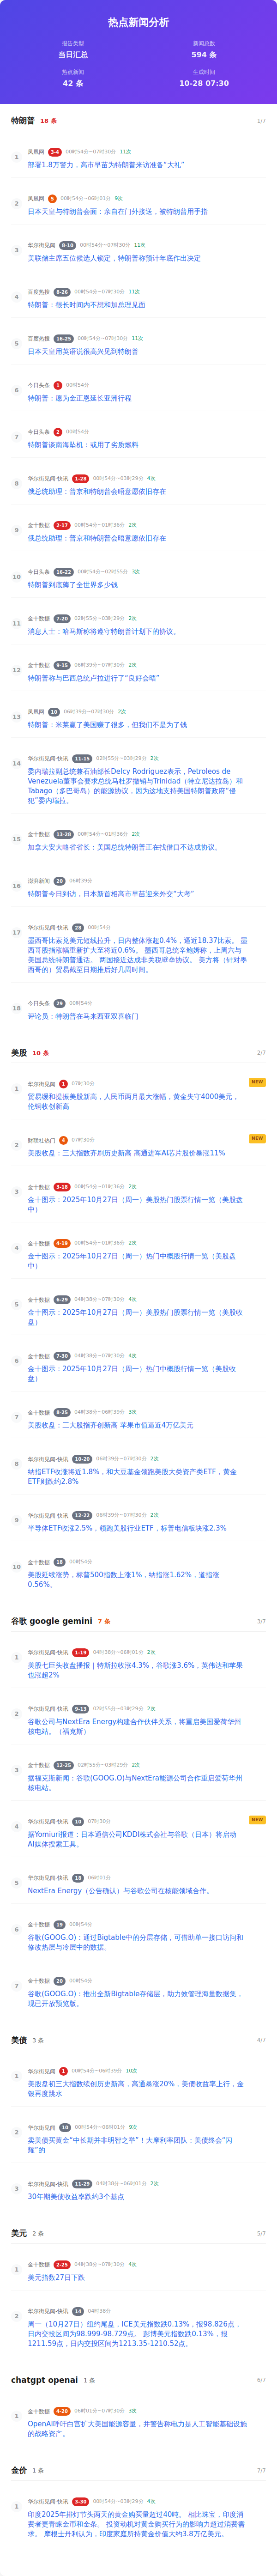 热点新闻分析
报告类型
新闻总数
当日汇总
594 条
热点新闻
生成时间
42 条
10-28 07:30
特朗普 18 条 1/7
1
凤凰网 3-4 00时54分~07时30分 11次
部署1.8万警力，高市早苗为特朗普来访准备“大礼”
2
凤凰网 5 00时54分~06时01分 9次
日本天皇与特朗普会面：亲自在门外接送，被特朗普用手指
3
华尔街见闻 8-10 00时54分~07时30分 11次
美联储主席五位候选人锁定，特朗普称预计年底作出决定
4
百度热搜 8-26 00时54分~07时30分 11次
特朗普：很长时间内不想和加总理见面
5
百度热搜 16-25 00时54分~07时30分 11次
日本天皇用英语说很高兴见到特朗普
6
今日头条 1 00时54分
特朗普：愿为金正恩延长亚洲行程
7
今日头条 2 00时54分
特朗普谈南海坠机：或用了劣质燃料
8
华尔街见闻-快讯 1-28 00时54分~03时29分 4次
俄总统助理：普京和特朗普会晤意愿依旧存在
9
金十数据 2-17 00时54分~01时36分 2次
俄总统助理：普京和特朗普会晤意愿依旧存在
10
今日头条 16-22 00时54分~02时55分 3次
特朗普到底薅了全世界多少钱
11
金十数据 7-20 02时55分~03时29分 2次
消息人士：哈马斯称将遵守特朗普计划下的协议。
12
金十数据 9-15 06时39分~07时30分 2次
特朗普称与巴西总统卢拉进行了“良好会晤”
13
凤凰网 10 06时39分~07时30分 2次
特朗普：米莱赢了美国赚了很多，但我们不是为了钱
14
华尔街见闻-快讯 11-15 02时55分~03时29分 2次
委内瑞拉副总统兼石油部长Delcy Rodriguez表示，Petroleos de
Venezuela董事会要求总统马杜罗撤销与Trinidad（特立尼达岛）和
Tobago（多巴哥岛）的能源协议，因为这地支持美国特朗普政府“侵
犯”委内瑞拉。
15
金十数据 13-28 00时54分~01时36分 2次
加拿大安大略省省长：美国总统特朗普正在找借口不达成协议。
16
澎湃新闻 20 06时39分
特朗普今日到访，日本新首相高市早苗迎来外交“大考”
17
华尔街见闻-快讯 28 00时54分
墨西哥比索兑美元短线拉升，日内整体涨超0.4%，逼近18.37比索。 墨
西哥股指涨幅重新扩大至将近0.6%。 墨西哥总统辛鲍姆称，上周六与
美国总统特朗普通话。 两国接近达成非关税壁垒协议。 美方将（针对墨
西哥的）贸易截至日期推后好几周时间。
18
今日头条 29 00时54分
评论员：特朗普在马来西亚双喜临门
美股 10 条 2/7
1
华尔街见闻 1 07时30分 NEW
贸易缓和提振美股新高，人民币两月最大涨幅，黄金失守4000美元，
伦铜收创新高
2
财联社热门 4 07时30分 NEW
美股收盘：三大指数齐刷历史新高 高通进军AI芯片股价暴涨11%
3
金十数据 3-18 00时54分~01时36分 2次
金十图示：2025年10月27日（周一）美股热门股票行情一览（美股盘
中）
4
金十数据 4-19 00时54分~01时36分 2次
金十图示：2025年10月27日（周一）热门中概股行情一览（美股盘
中）
5
金十数据 6-29 04时38分~07时30分 4次
金十图示：2025年10月27日（周一）美股热门股票行情一览（美股收
盘）
6
金十数据 7-30 04时38分~07时30分 4次
金十图示：2025年10月27日（周一）热门中概股行情一览（美股收
盘）
7
金十数据 8-25 04时38分~06时39分 3次
美股收盘：三大股指齐创新高 苹果市值逼近4万亿美元
8
华尔街见闻-快讯 10-20 06时39分~07时30分 2次
纳指ETF收涨将近1.8%，和大豆基金领跑美股大类资产类ETF，黄金
ETF则跌约2.8%
9
华尔街见闻-快讯 12-22 06时39分~07时30分 2次
半导体ETF收涨2.5%，领跑美股行业ETF，标普电信板块涨2.3%
10
金十数据 18 00时54分
美股延续涨势，标普500指数上涨1%，纳指涨1.62%，道指涨
0.56%。
谷歌 google gemini 7 条 3/7
1
华尔街见闻-快讯 1-19 04时38分~06时01分 2次
美股七巨头收盘播报｜特斯拉收涨4.3%，谷歌涨3.6%，英伟达和苹果
也涨超2%
2
华尔街见闻-快讯 9-13 02时55分~03时29分 2次
谷歌公司与NextEra Energy构建合作伙伴关系，将重启美国爱荷华州
核电站。（福克斯）
3
金十数据 12-25 02时55分~03时29分 2次
据福克斯新闻：谷歌(GOOG.O)与NextEra能源公司合作重启爱荷华州
核电站。
4
华尔街见闻-快讯 10 07时30分 NEW
据Yomiuri报道：日本通信公司KDDI株式会社与谷歌（日本）将启动
AI媒体搜索工具。
5
华尔街见闻-快讯 18 06时01分
NextEra Energy（公告确认）与谷歌公司在核能领域合作。
6
金十数据 19 00时54分
谷歌(GOOG.O)：通过Bigtable中的分层存储，可借助单一接口访问和
修改热层与冷层中的数据。
7
金十数据 20 00时54分
谷歌(GOOG.O)：推出全新Bigtable存储层，助力效管理海量数据集，
现已开放预览版。
美债 3 条 4/7
1
华尔街见闻 1 00时54分~06时39分 10次
美股盘初三大指数续创历史新高，高通暴涨20%，美债收益率上行，金
银再度跳水
2
华尔街见闻 10 00时54分~06时01分 9次
卖美债买黄金“中长期并非明智之举”！大摩利率团队：美债终会“闪
耀”的
3
华尔街见闻-快讯 11-29 04时38分~06时01分 2次
30年期美债收益率跌约3个基点
美元 2 条 5/7
1
金十数据 2-25 04时38分~07时30分 4次
美元指数27日下跌
2
华尔街见闻-快讯 14 04时38分
周一（10月27日）纽约尾盘，ICE美元指数跌0.13%，报98.826点，
日内交投区间为98.999-98.729点。 彭博美元指数跌0.13%，报
1211.59点，日内交投区间为1213.35-1210.52点。
chatgpt openai 1 条 6/7
1
金十数据 4-20 06时01分~07时30分 3次
OpenAI呼吁白宫扩大美国能源容量，并警告称电力是人工智能基础设施
的战略资产。
金价 1 条 7/7
1
华尔街见闻-快讯 3-30 00时54分~03时29分 4次
印度2025年排灯节头两天的黄金购买量超过40吨。 相比珠宝，印度消
费者更青睐金币和金条。 投资动机对黄金购买行为的影响力超过消费需
求。 摩根士丹利认为，印度家庭所持黄金价值大约3.8万亿美元。